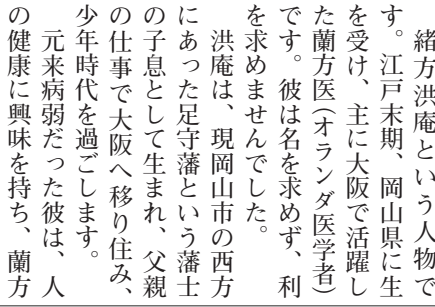 緒方洪庵という人物で
す。江戸末期、岡山県に生
を受け、主に大阪で活躍し
た蘭方医(オランダ医学者)
です。彼は名を求めず、利
を求めませんでした。
洪庵は、現岡山市の西方
にあった足守藩という藩士
の子息として生まれ、父親
の仕事で大阪へ移り住み、
少年時代を過ごします。
元来病弱だった彼は、人
の健康に興味を持ち、蘭方